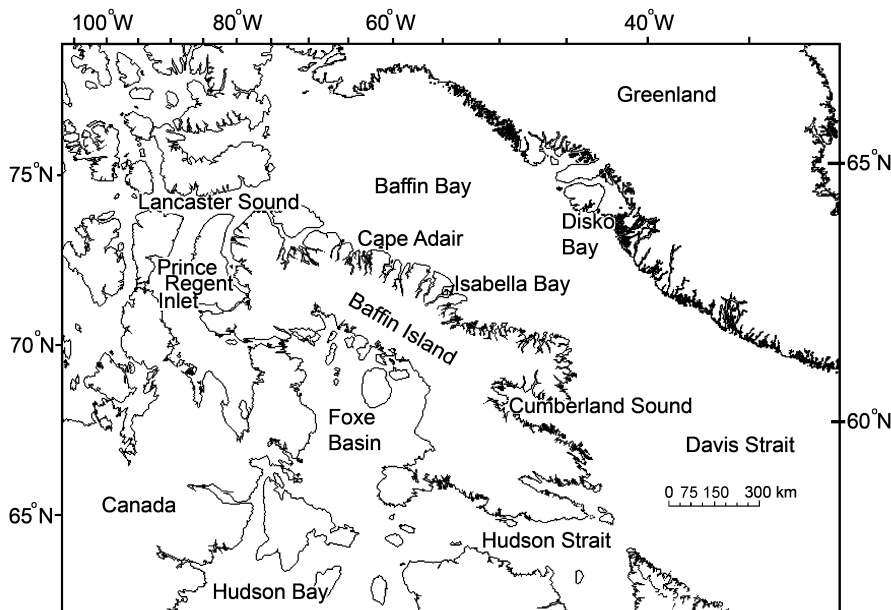 100°W 80°W 60°W 40°W
Greenland
65°N
75°N
Baffin Bay
Lancaster Sound
Disko
Bay
Cape Adair
Prince
Regent
Inlet
Isabella Bay
Baffin Island
70°N
Cumberland Sound
60°N
Foxe
Basin
Davis Strait
0 75 150 300 km
Canada
65°N
Hudson Strait
Hudson Bay